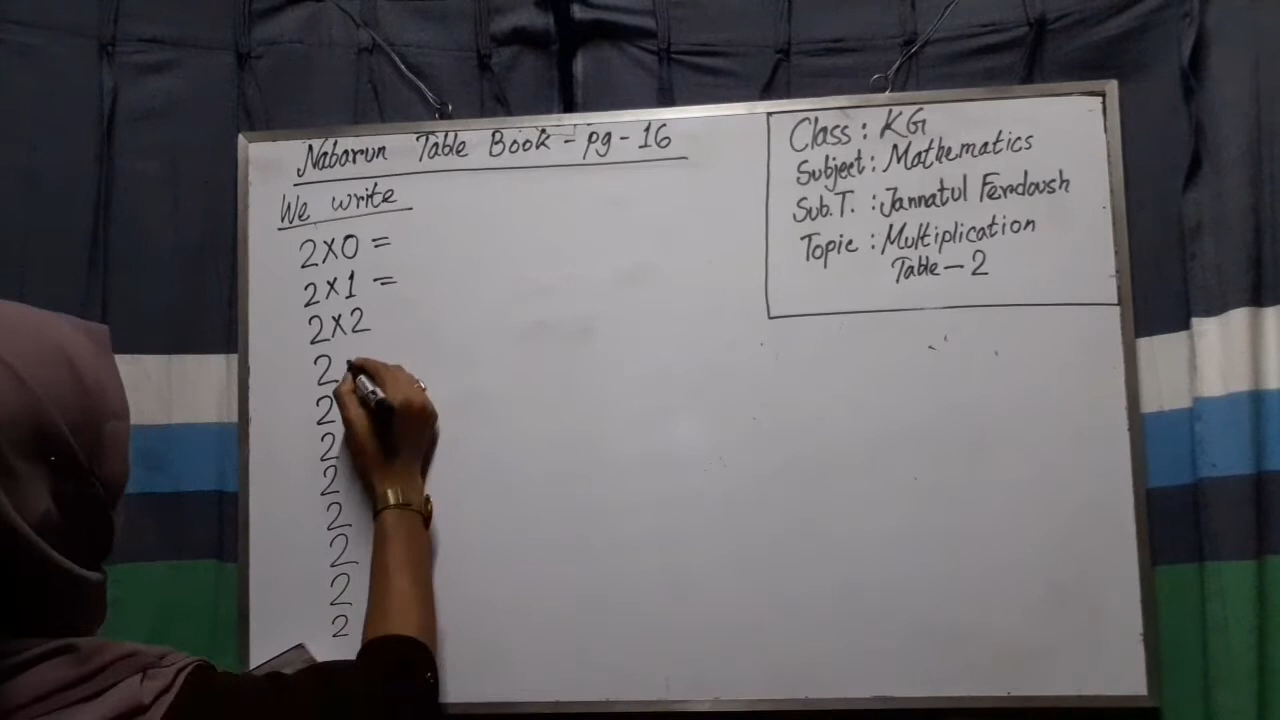 Nabarun Table Book - pg - 16
We write
2×0 =
2×1 =
2×2
2
2
2
2
2
2
2
2
Class : KG
Subject : Mathematics
Sub.T. : Jannatul Ferdoush
Topic : Multiplication
Table - 2